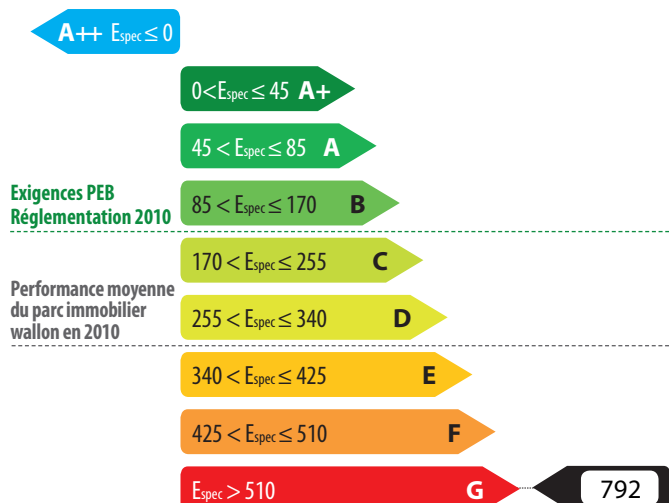 A++ Espec ≤ 0
0<Espec ≤ 45 A+
45 < Espec ≤ 85 A
Exigences PEB
Réglementation 2010
85 < Espec ≤ 170 B
170 < Espec ≤ 255 C
Performance moyenne
du parc immobilier
wallon en 2010
255 < Espec ≤ 340 D
340 < Espec ≤ 425 E
425 < Espec ≤ 510 F
Espec > 510 G 792